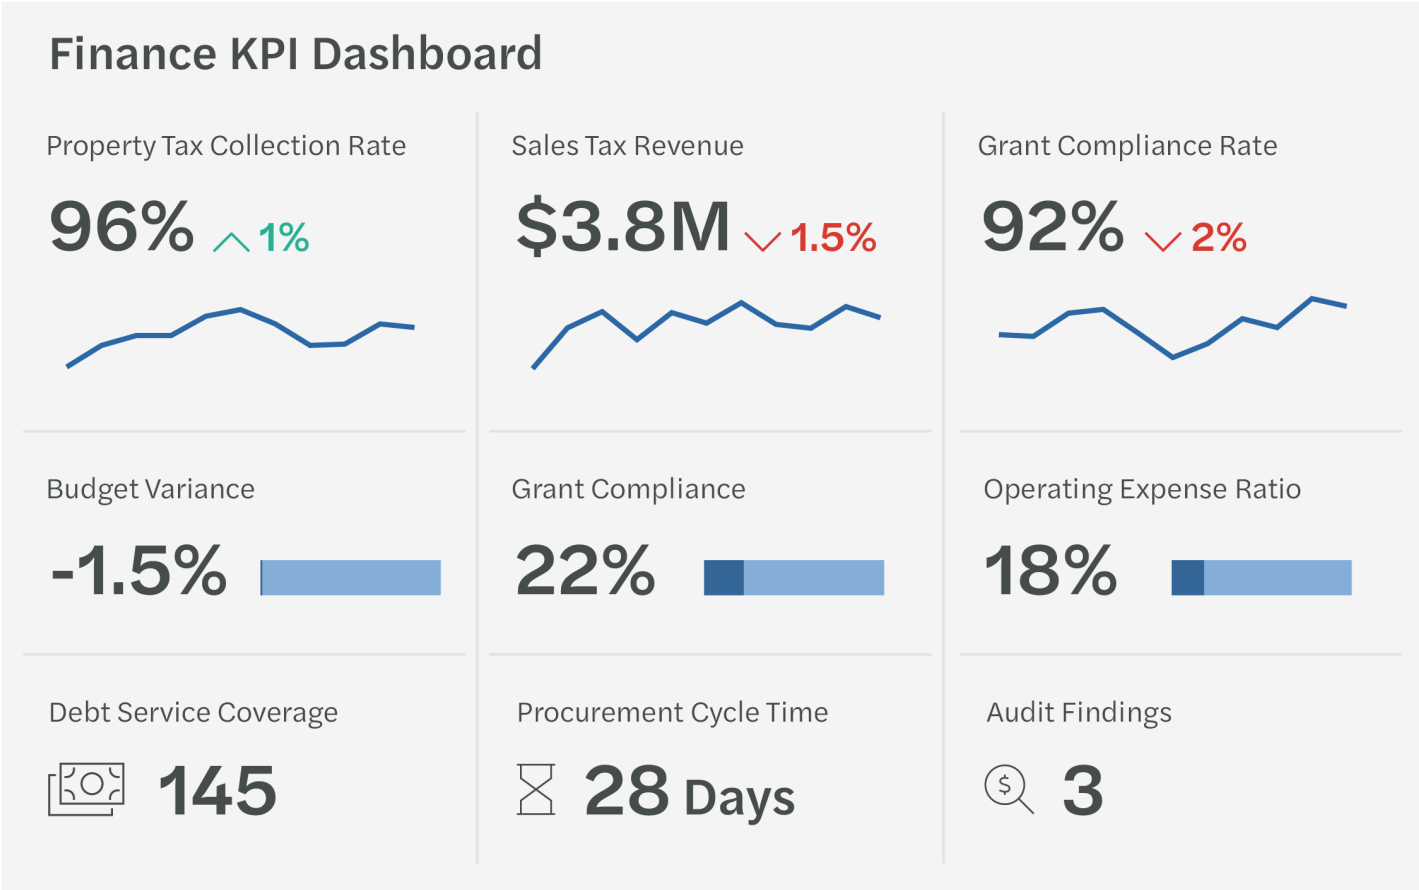 Finance KPI Dashboard
Property Tax Collection Rate
96% 1%
Sales Tax Revenue
$3.8M 1.5%
Grant Compliance Rate
92% 2%
Budget Variance
-1.5%
Grant Compliance
22%
Operating Expense Ratio
18%
Debt Service Coverage
145
Procurement Cycle Time
28 Days
Audit Findings
$
3